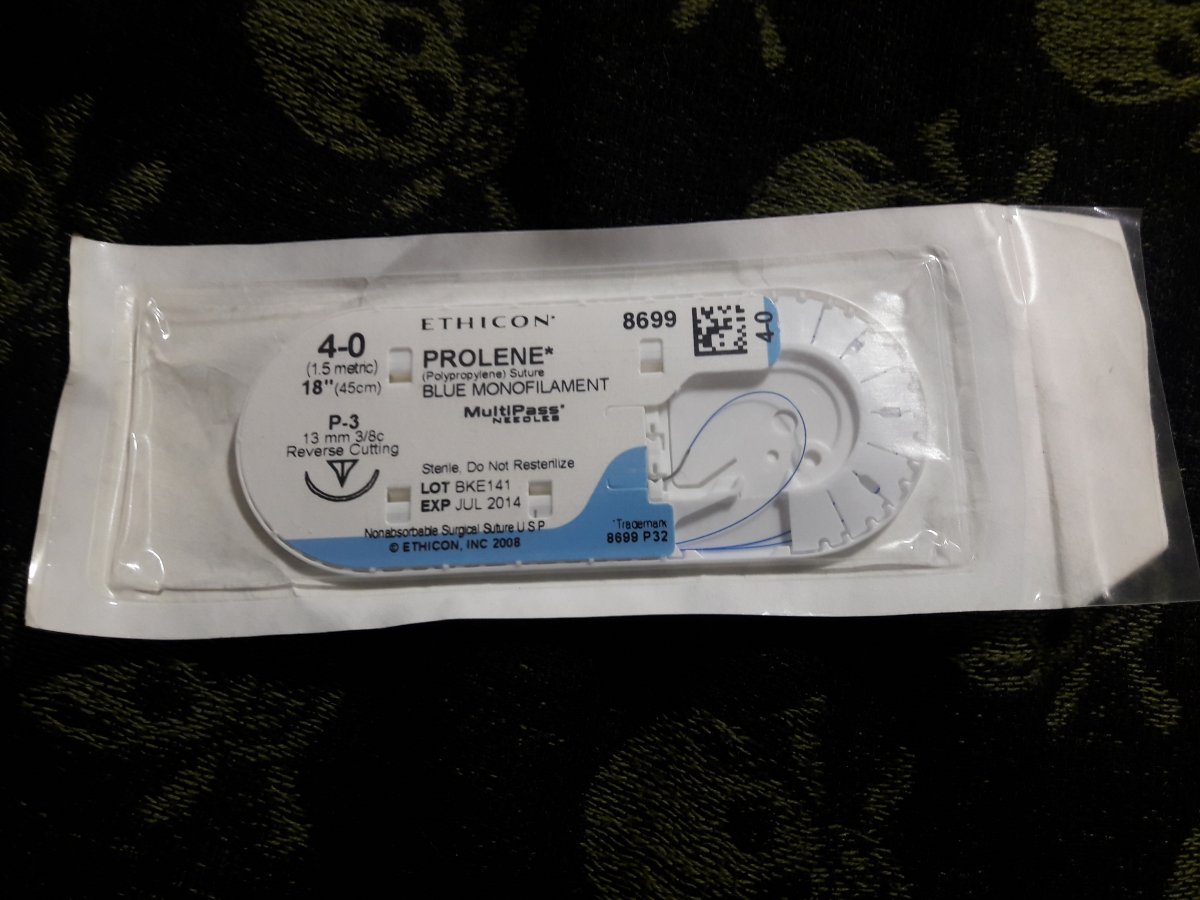 ETHICON*
8699
4-0
4-0
(1.5 metric)
18" (45cm)
PROLENE*
(Polypropylene) Suture
BLUE MONOFILAMENT
MultiPass*
NEEDLES
P-3
13 mm 3/8c
Reverse Cutting
Sterile. Do Not Resterilize
LOT BKE141
EXP JUL 2014
Nonabsorbable Surgical Suture U.S.P.
© ETHICON, INC 2008
*Trademark
8699 P32